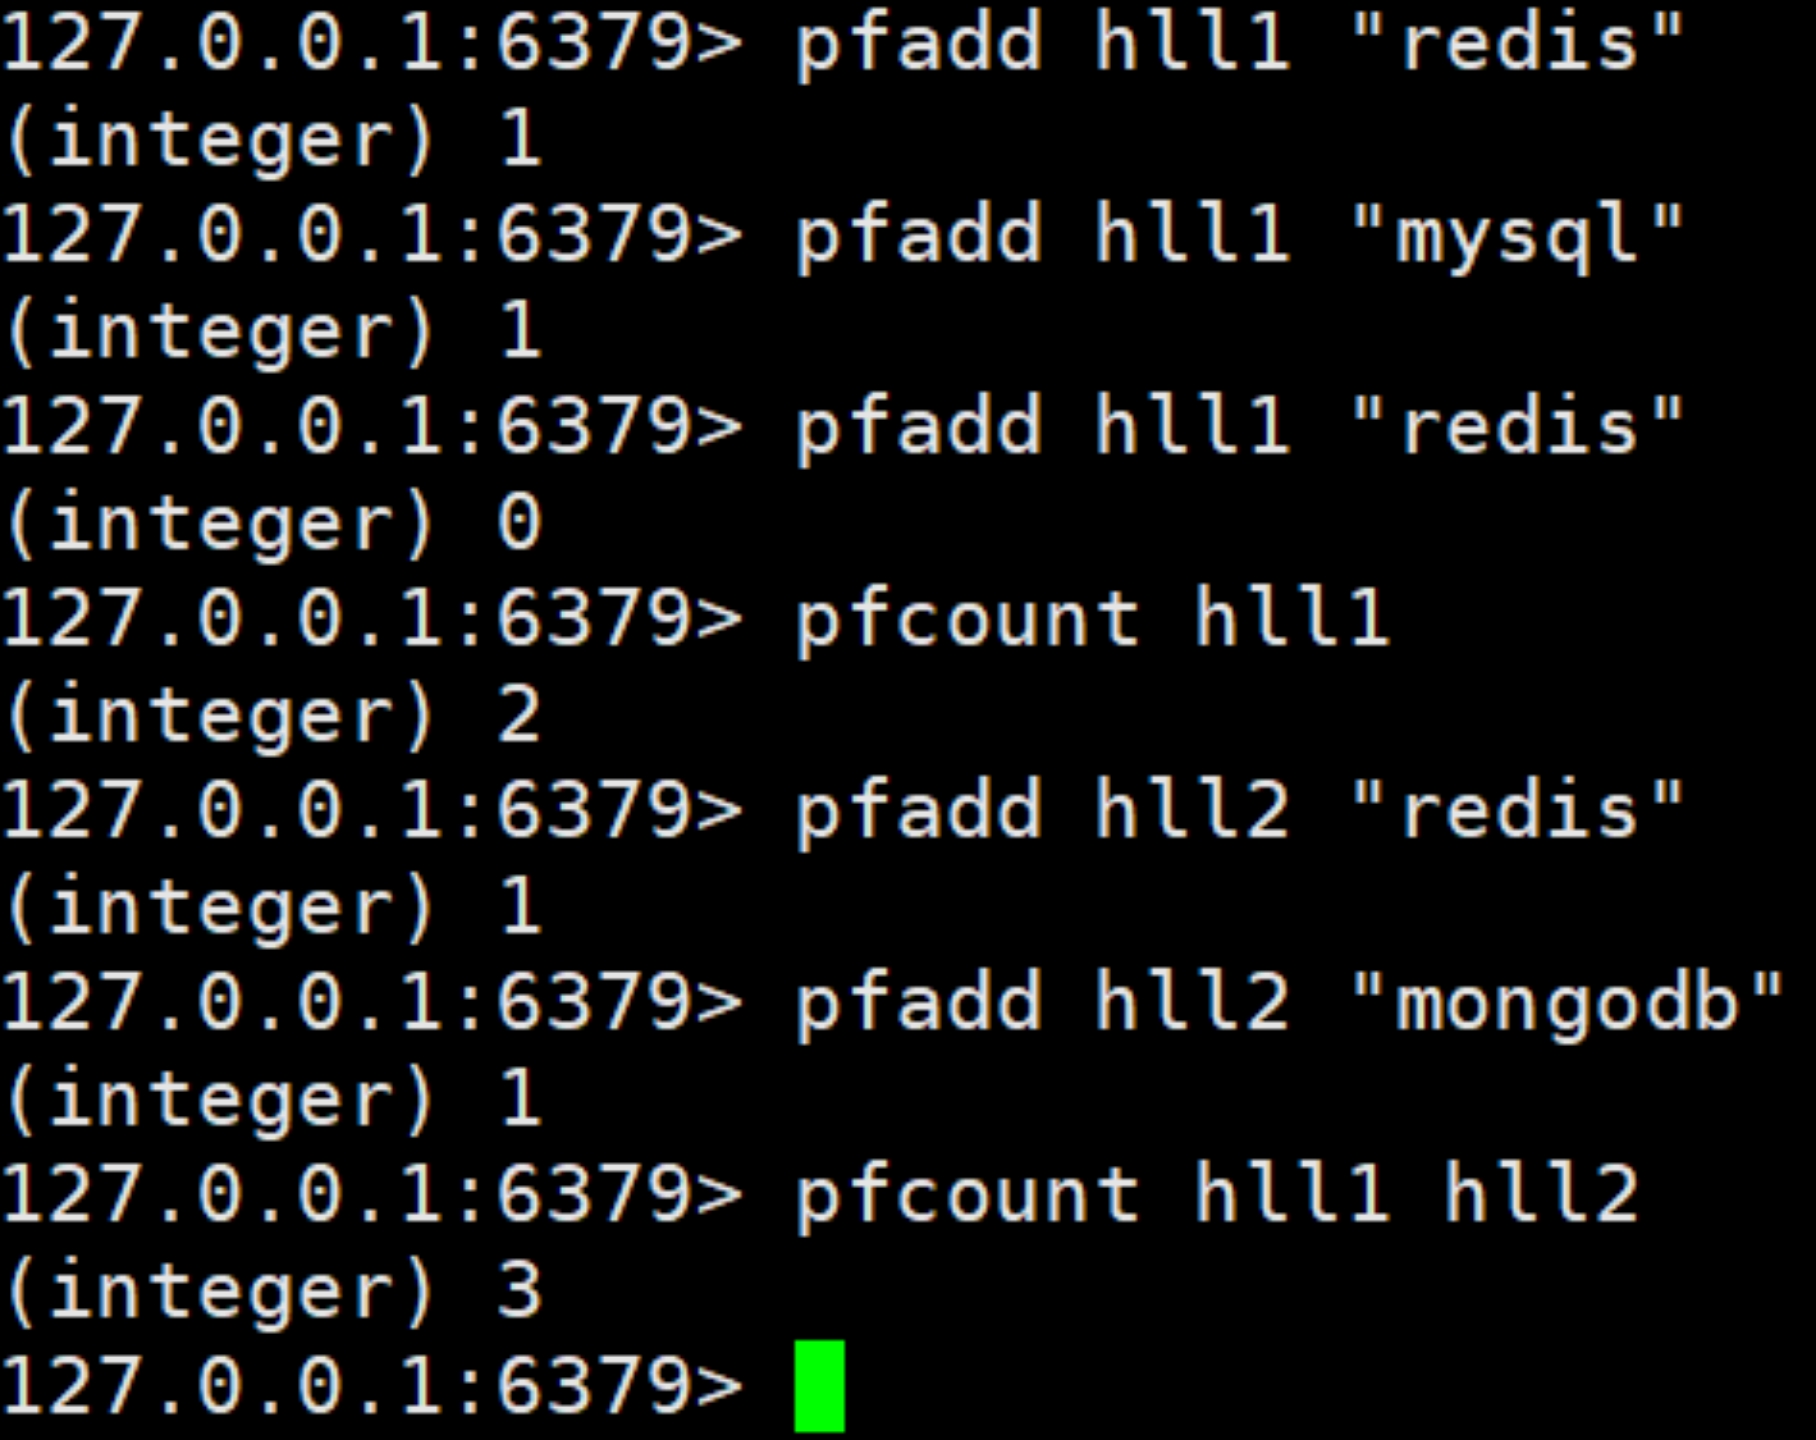 127.0.0.1:6379> pfadd hll1 "redis"
(integer) 1
127.0.0.1:6379> pfadd hll1 "mysql"
(integer) 1
127.0.0.1:6379> pfadd hll1 "redis"
(integer) 0
127.0.0.1:6379> pfcount hll1
(integer) 2
127.0.0.1:6379> pfadd hll2 "redis"
(integer) 1
127.0.0.1:6379> pfadd hll2 "mongodb"
(integer) 1
127.0.0.1:6379> pfcount hll1 hll2
(integer) 3
127.0.0.1:6379>